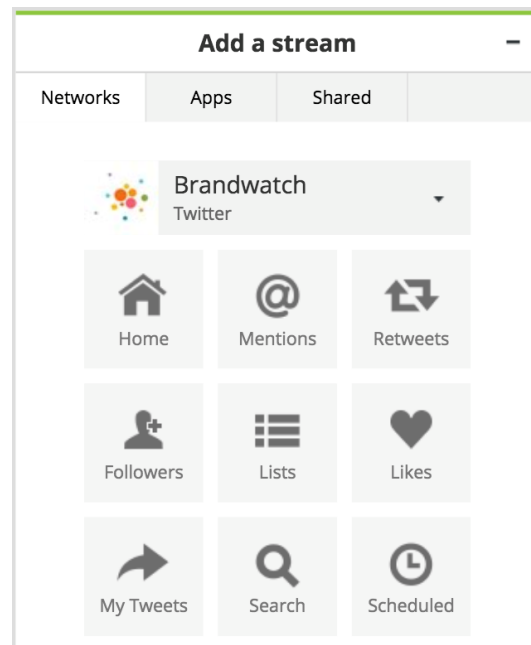 Add a stream
Networks Apps Shared
Brandwatch
Twitter
Home Mentions Retweets
Followers Lists Likes
My Tweets Search Scheduled